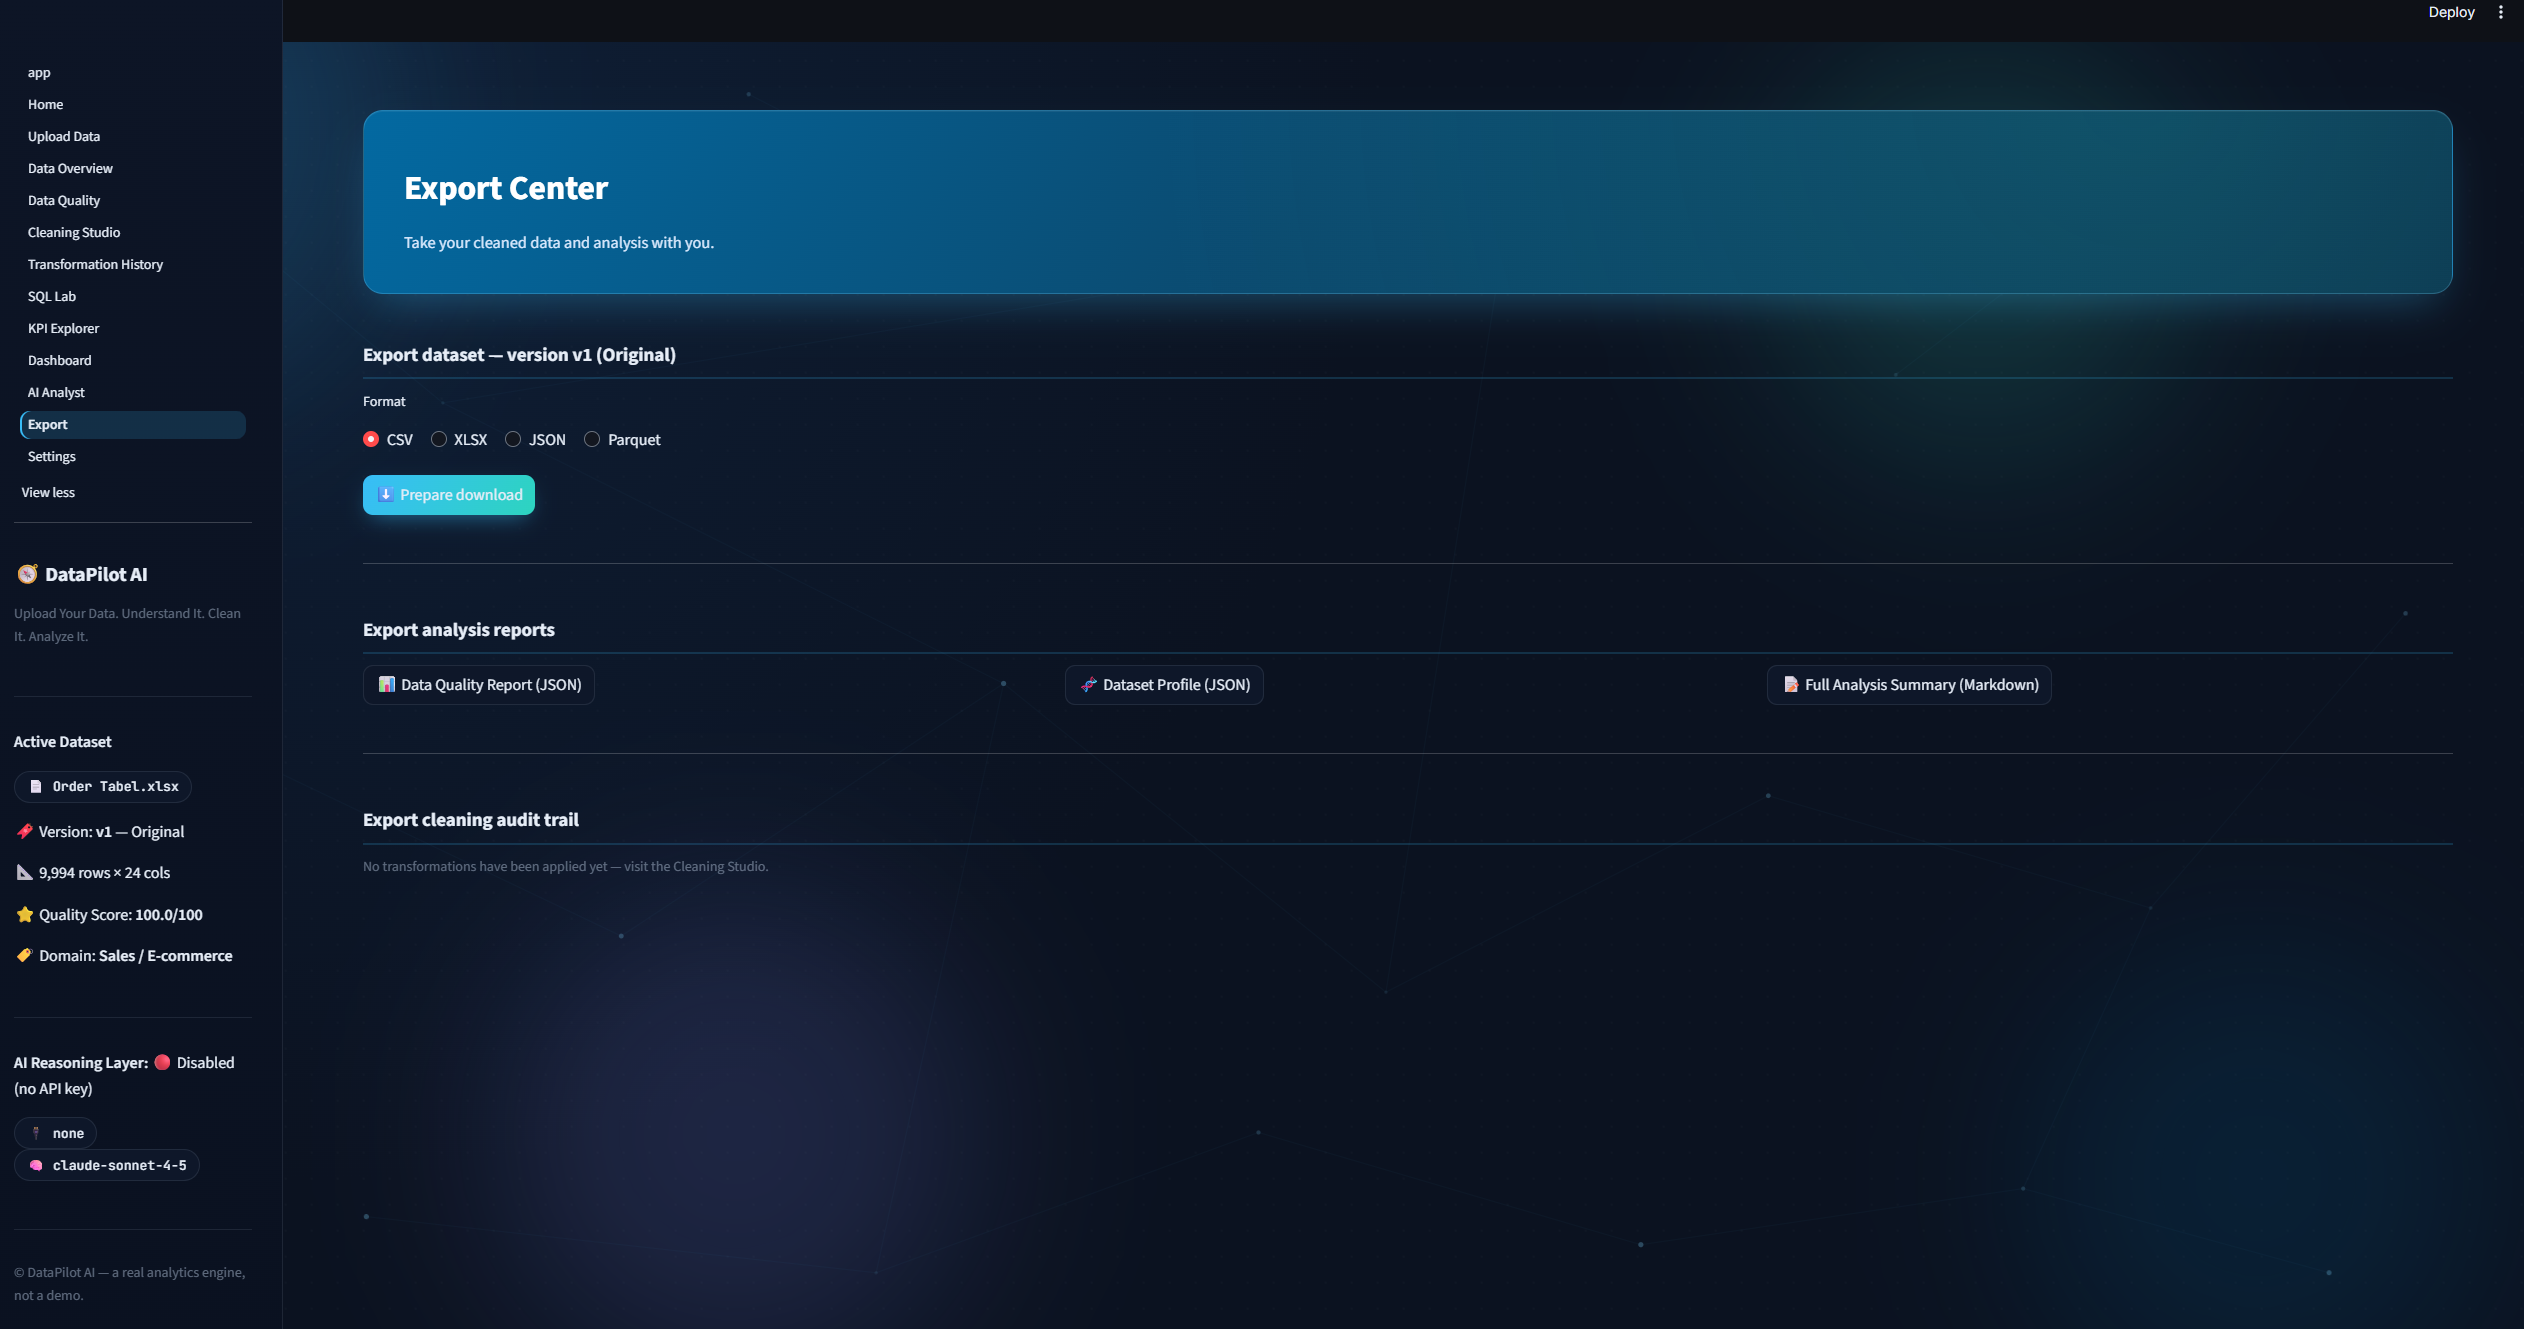 Deploy
app
Home
Upload Data
Data Overview
Data Quality
Cleaning Studio
Transformation History
SQL Lab
KPI Explorer
Dashboard
AI Analyst
Export
Settings
View less
DataPilot AI
Upload Your Data. Understand It. Clean
It. Analyze It.
Active Dataset
Order Tabel.xlsx
Version: v1 — Original
9,994 rows × 24 cols
Quality Score: 100.0/100
Domain: Sales / E-commerce
AI Reasoning Layer: 🔴 Disabled
(no API key)
none
claude-sonnet-4-5
© DataPilot AI — a real analytics engine,
not a demo.
Export Center
Take your cleaned data and analysis with you.
Export dataset — version v1 (Original)
Format
CSV XLSX JSON Parquet
Prepare download
Export analysis reports
Data Quality Report (JSON) Dataset Profile (JSON) Full Analysis Summary (Markdown)
Export cleaning audit trail
No transformations have been applied yet — visit the Cleaning Studio.